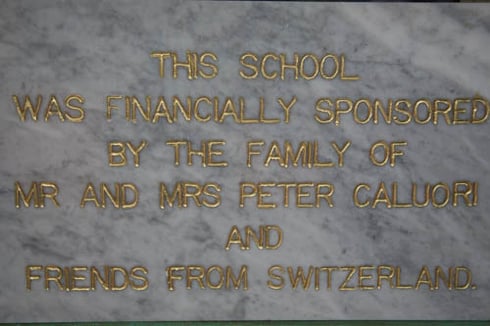 THIS SCHOOL
WAS FINANCIALLY SPONSORED
BY THE FAMILY OF
MR AND MRS PETER CALUORI
AND
FRIENDS FROM SWITZERLAND.